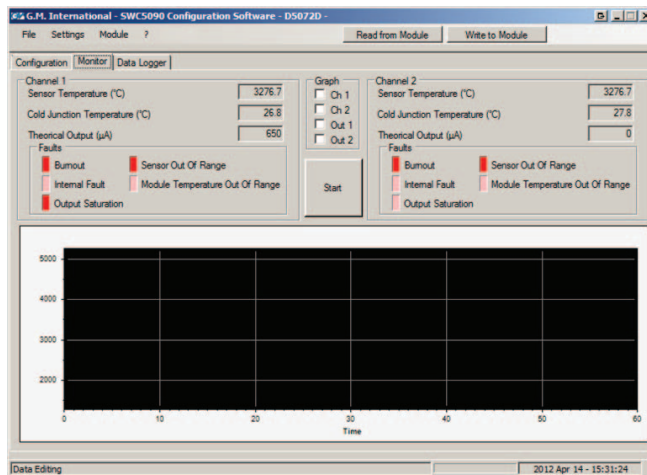 G.M. International - SWC5090 Configuration Software - D5072D -
File Settings Module ? Read from Module Write to Module
Configuration Monitor Data Logger
Channel 1
Sensor Temperature (°C) 3276.7
Cold Junction Temperature (°C) 26.8
Theorical Output (µA) 650
Faults
Burnout Sensor Out Of Range
Internal Fault Module Temperature Out Of Range
Output Saturation
Graph
Ch 1
Ch 2
Out 1
Out 2
Start
Channel 2
Sensor Temperature (°C) 3276.7
Cold Junction Temperature (°C) 27.8
Theorical Output (µA) 0
Faults
Burnout Sensor Out Of Range
Internal Fault Module Temperature Out Of Range
Output Saturation
5000
4000
3000
2000
0 10 20 30 40 50 60
Time
Data Editing 2012 Apr 14 - 15:31:24